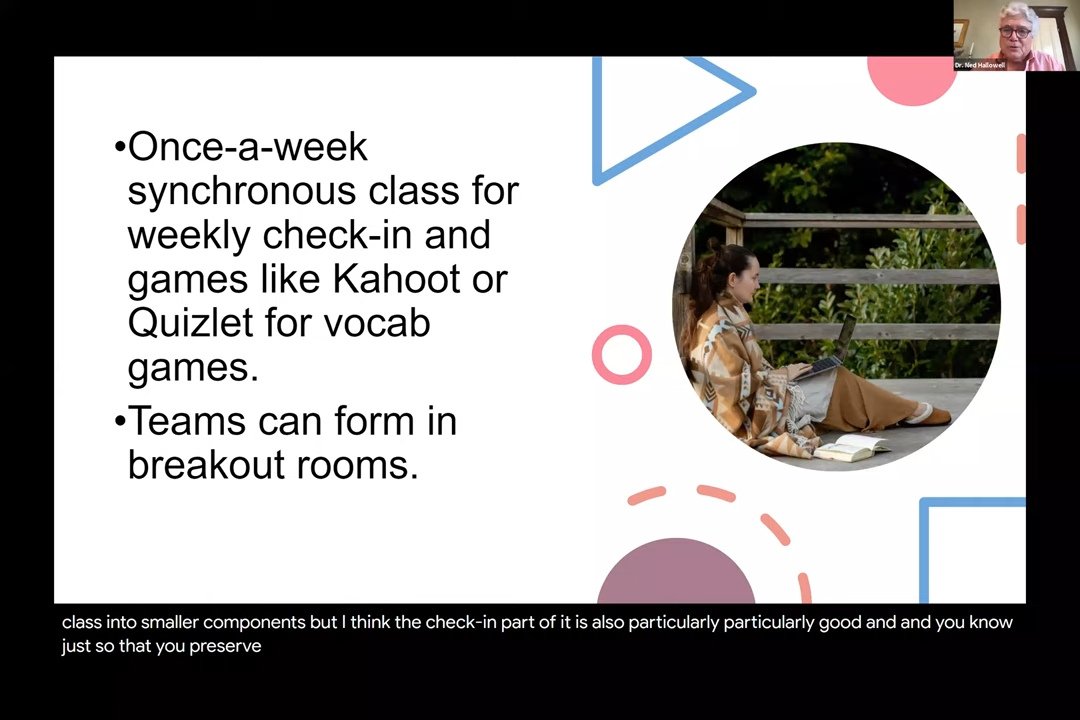 Dr. Ned Hallowell
•Once-a-week
synchronous class for
weekly check-in and
games like Kahoot or
Quizlet for vocab
games.
•Teams can form in
breakout rooms.
class into smaller components but I think the check-in part of it is also particularly particularly good and and you know
just so that you preserve